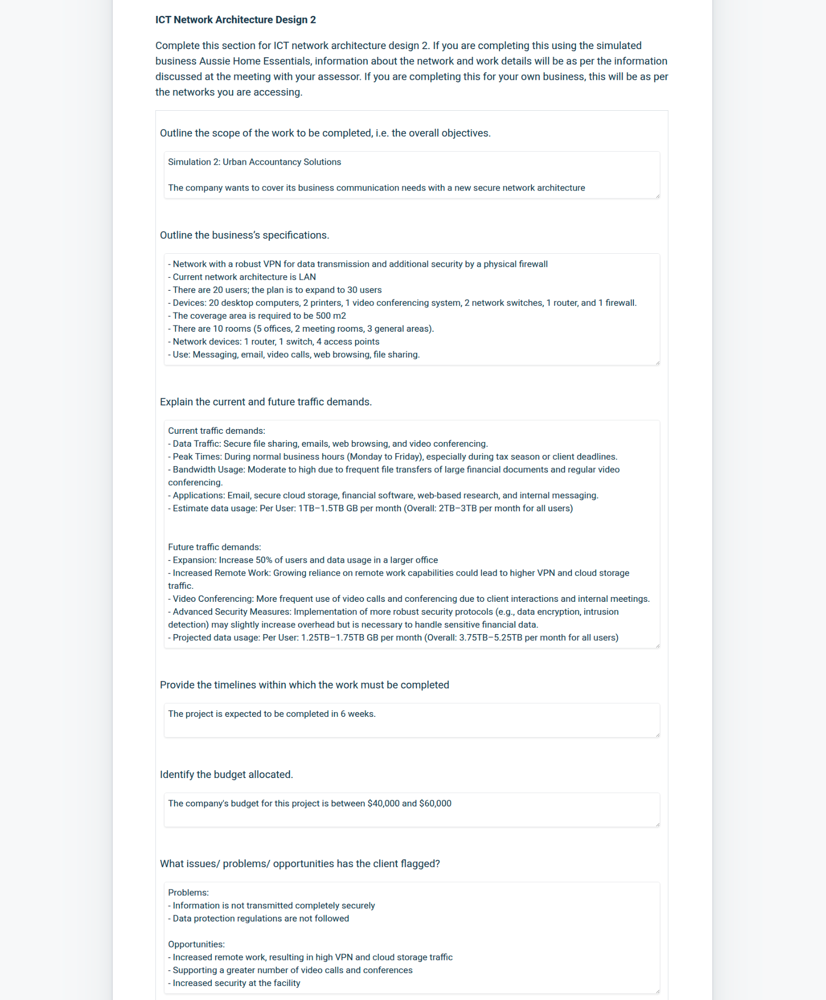 ICT Network Architecture Design 2
Complete this section for ICT network architecture design 2. If you are completing this using the simulated
business Aussie Home Essentials, information about the network and work details will be as per the information
discussed at the meeting with your assessor. If you are completing this for your own business, this will be as per
the networks you are accessing.
Outline the scope of the work to be completed, i.e. the overall objectives.
Simulation 2: Urban Accountancy Solutions
The company wants to cover its business communication needs with a new secure network architecture
Outline the business's specifications.
- Network with a robust VPN for data transmission and additional security by a physical firewall
- Current network architecture is LAN
- There are 20 users; the plan is to expand to 30 users
- Devices: 20 desktop computers, 2 printers, 1 video conferencing system, 2 network switches, 1 router, and 1 firewall.
- The coverage area is required to be 500 m2
- There are 10 rooms (5 offices, 2 meeting rooms, 3 general areas).
- Network devices: 1 router, 1 switch, 4 access points
- Use: Messaging, email, video calls, web browsing, file sharing.
Explain the current and future traffic demands.
Current traffic demands:
- Data Traffic: Secure file sharing, emails, web browsing, and video conferencing.
- Peak Times: During normal business hours (Monday to Friday), especially during tax season or client deadlines.
- Bandwidth Usage: Moderate to high due to frequent file transfers of large financial documents and regular video
conferencing.
- Applications: Email, secure cloud storage, financial software, web-based research, and internal messaging.
- Estimate data usage: Per User: 1TB–1.5TB GB per month (Overall: 2TB–3TB per month for all users)
Future traffic demands:
- Expansion: Increase 50% of users and data usage in a larger office
- Increased Remote Work: Growing reliance on remote work capabilities could lead to higher VPN and cloud storage
traffic.
- Video Conferencing: More frequent use of video calls and conferencing due to client interactions and internal meetings.
- Advanced Security Measures: Implementation of more robust security protocols (e.g., data encryption, intrusion
detection) may slightly increase overhead but is necessary to handle sensitive financial data.
- Projected data usage: Per User: 1.25TB–1.75TB GB per month (Overall: 3.75TB–5.25TB per month for all users)
Provide the timelines within which the work must be completed
The project is expected to be completed in 6 weeks.
Identify the budget allocated.
The company's budget for this project is between $40,000 and $60,000
What issues/ problems/ opportunities has the client flagged?
Problems:
- Information is not transmitted completely securely
- Data protection regulations are not followed
Opportunities:
- Increased remote work, resulting in high VPN and cloud storage traffic
- Supporting a greater number of video calls and conferences
- Increased security at the facility